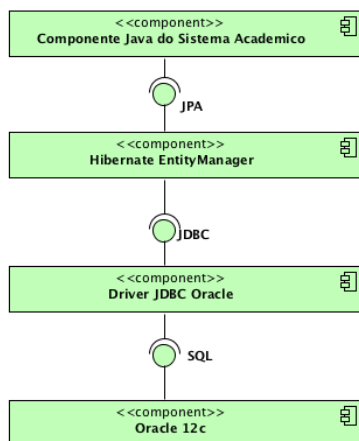 <<component>>
Componente Java do Sistema Academico
JPA
<<component>>
Hibernate EntityManager
JDBC
<<component>>
Driver JDBC Oracle
SQL
<<component>>
Oracle 12c